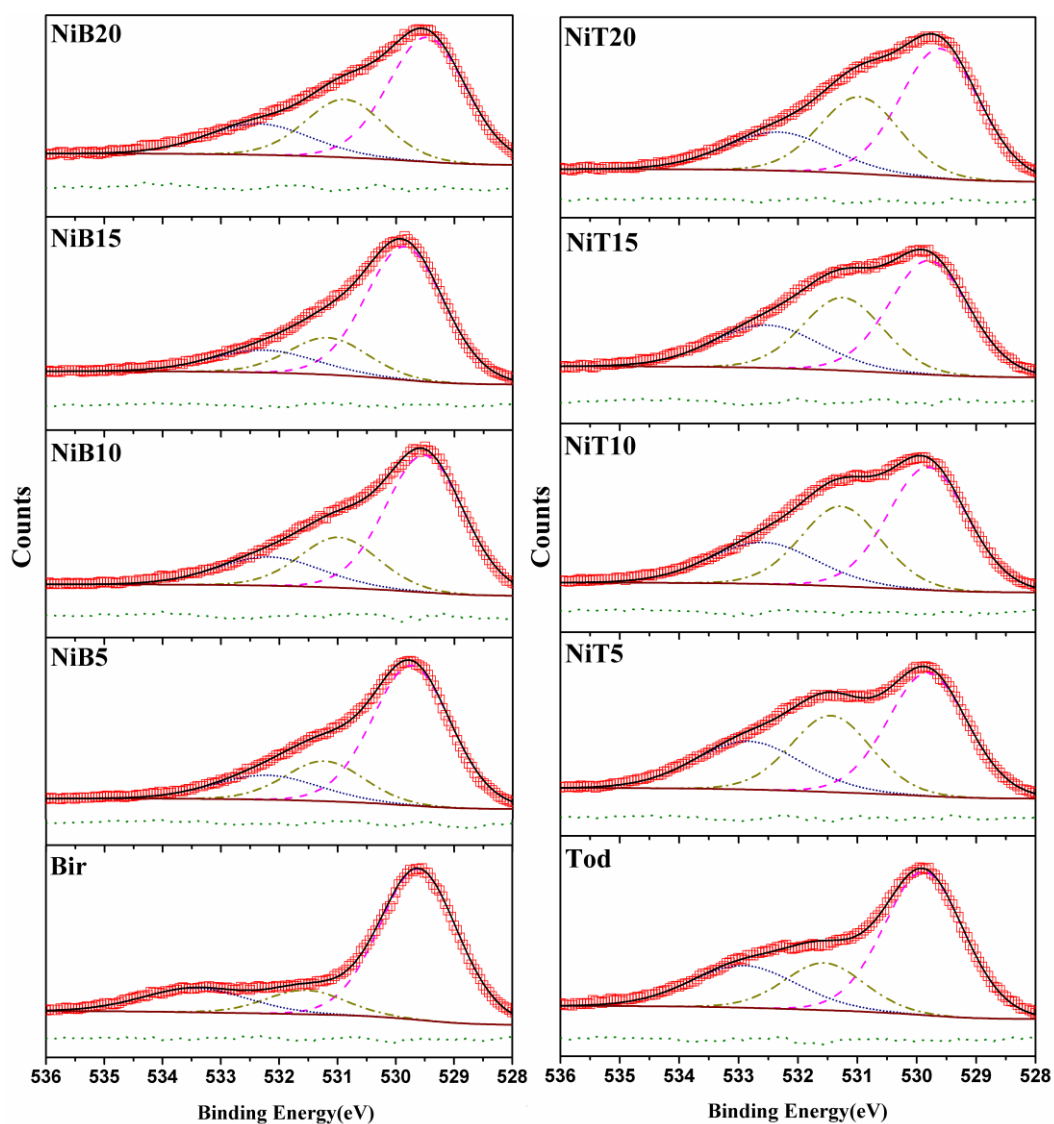 NiB20
NiT20
NiB15
NiT15
NiB10
NiT10
Counts
Counts
NiB5
NiT5
Bir
Tod
536 535 534 533 532 531 530 529 528
536 535 534 533 532 531 530 529 528
Binding Energy(eV)
Binding Energy(eV)